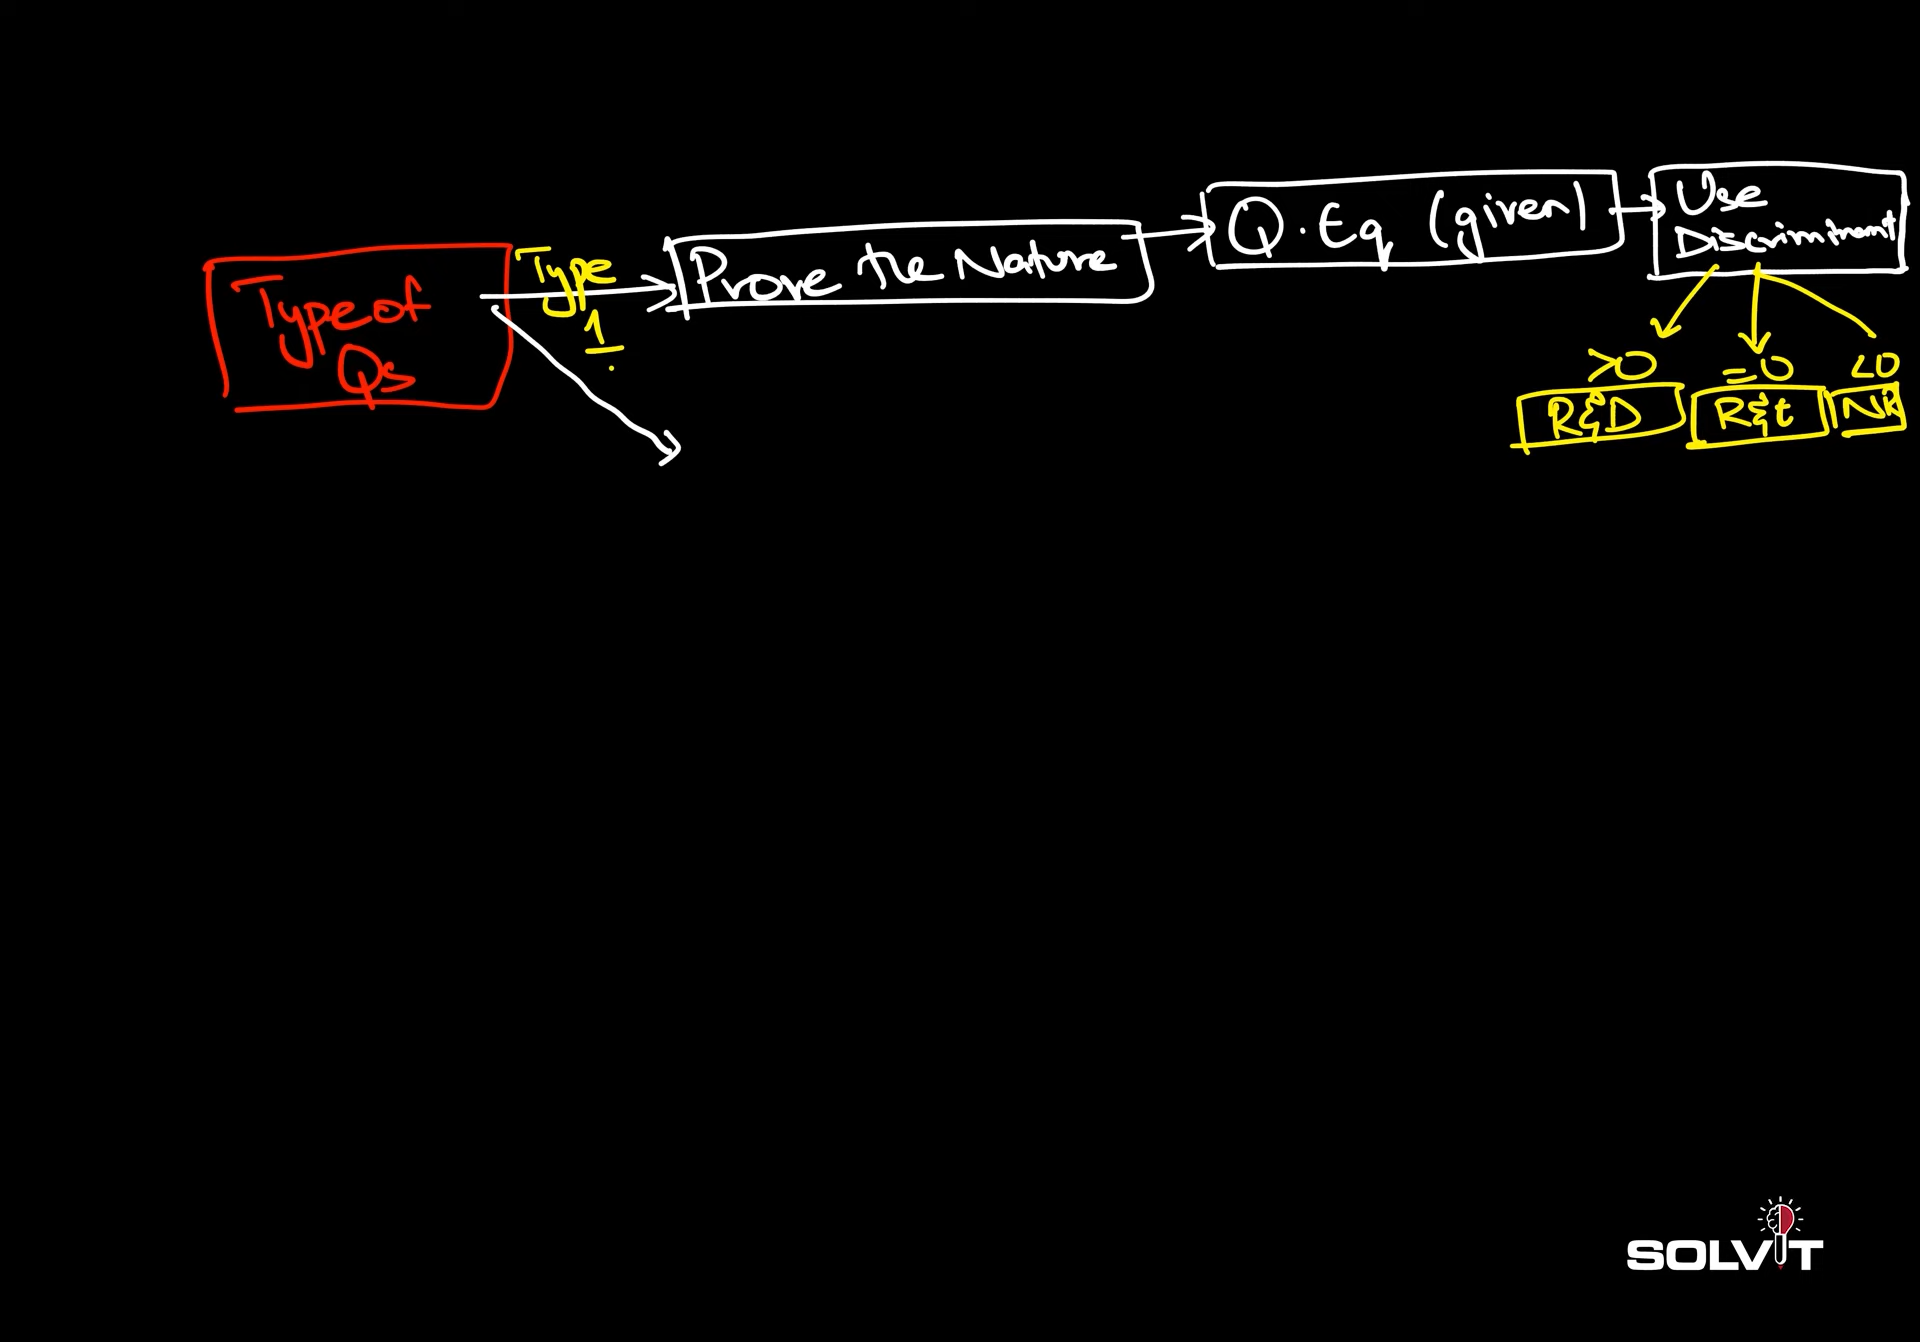 Type of
Qs
Type
1
Prove the Nature
Q. Eq (given)
Use
Discriminant
>0
=0
<0
R&D
R&t
NR
SOLVIT